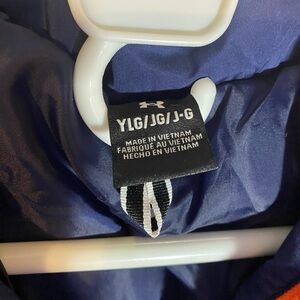 YLG/JG/J-G
MADE IN VIETNAM
FABRIQUÉ AU VIETNAM
HECHO EN VIETNAM